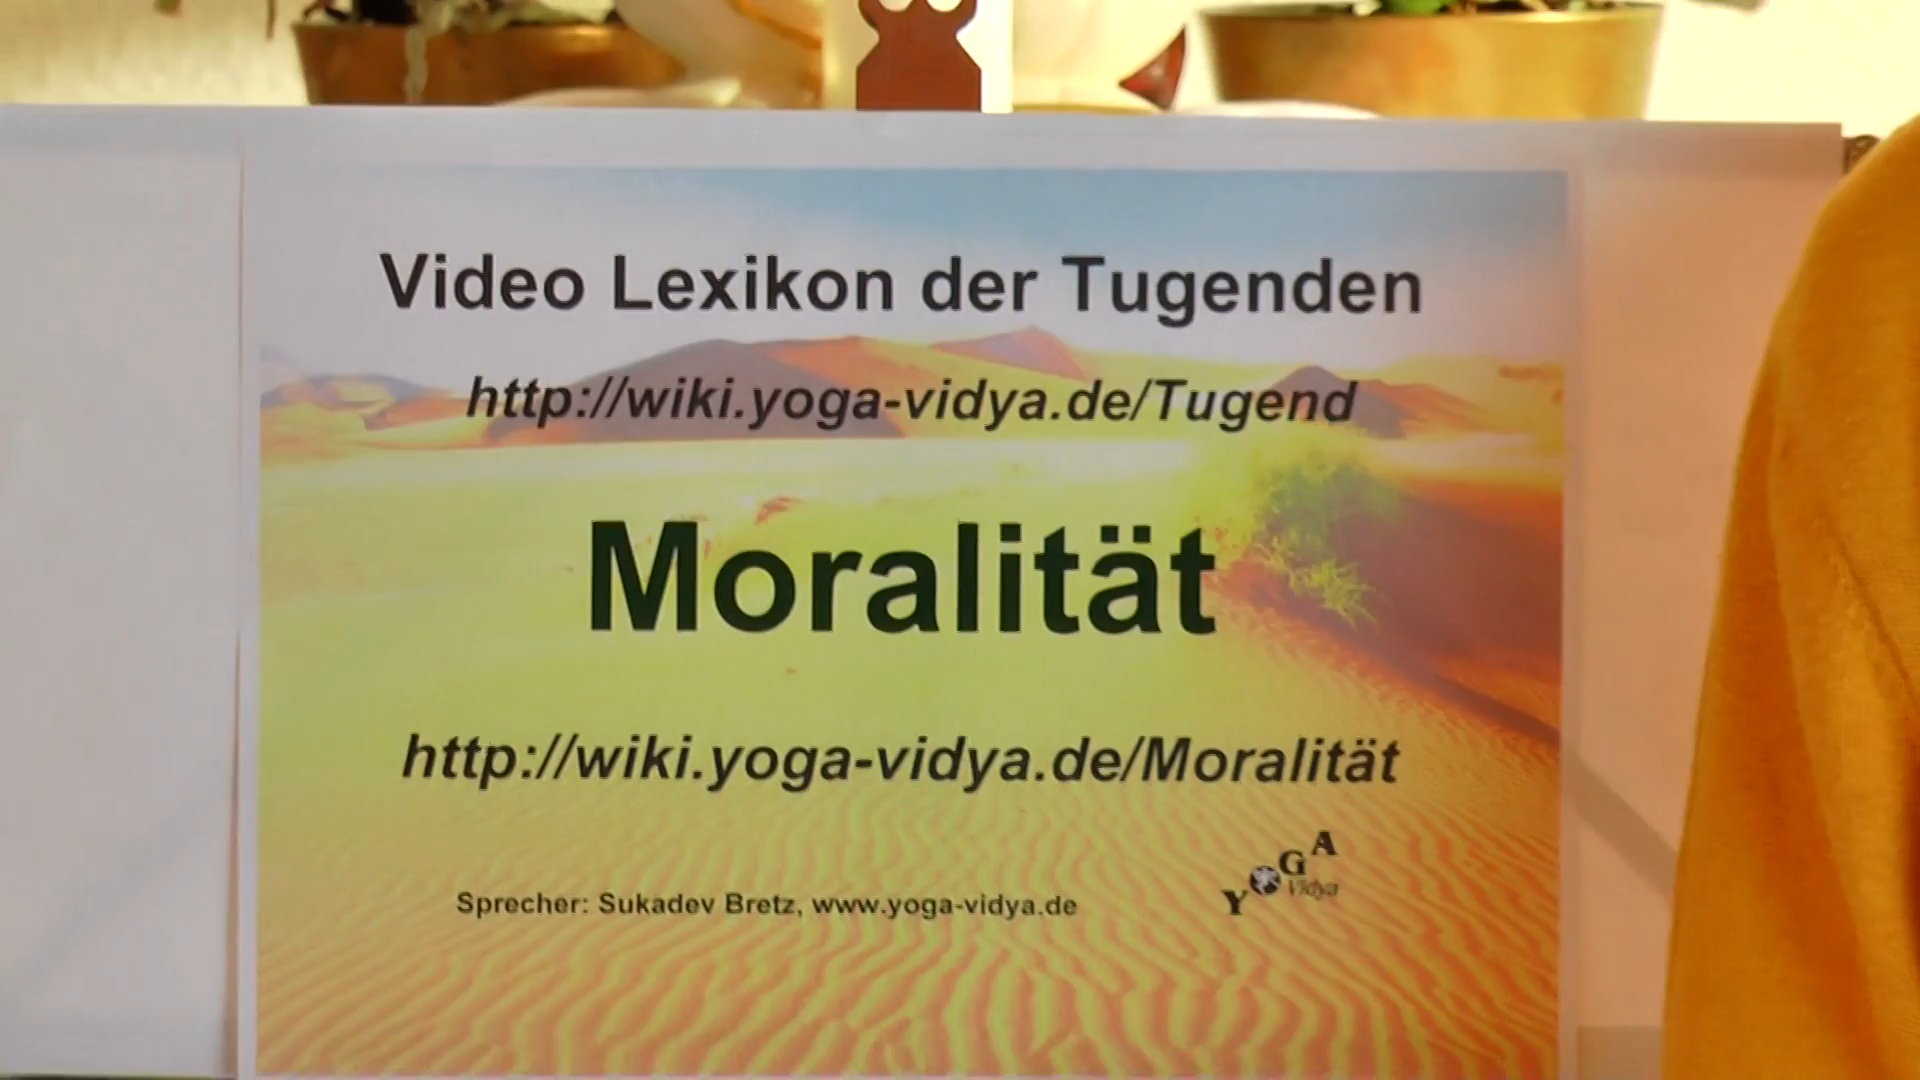 Video Lexikon der Tugenden
http://wiki.yoga-vidya.de/Tugend
Moralität
http://wiki.yoga-vidya.de/Moralität
Sprecher: Sukadev Bretz, www.yoga-vidya.de
YOGA
Vidya